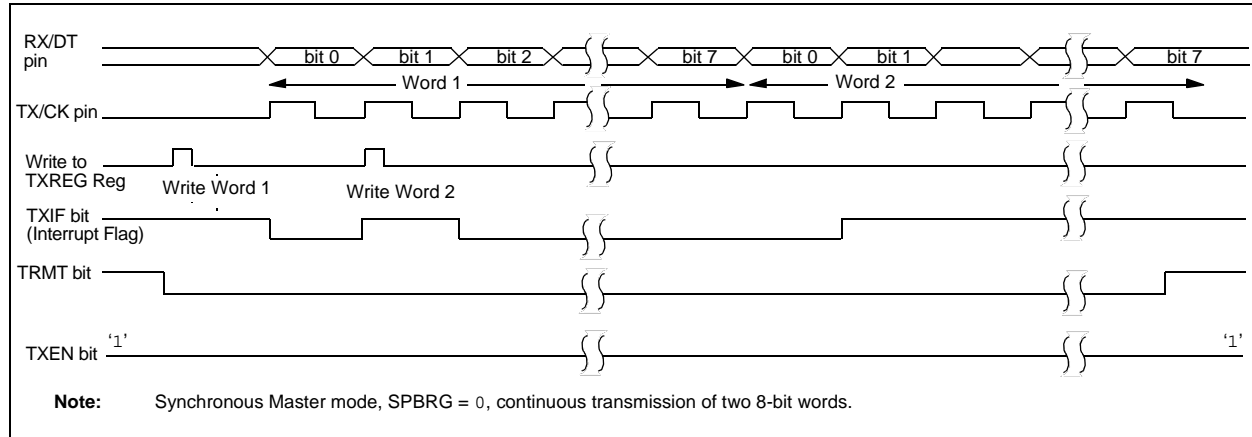 RX/DT
pin
bit 0 bit 1 bit 2 bit 7 bit 0 bit 1 bit 7
Word 1 Word 2
TX/CK pin
Write to
TXREG Reg
Write Word 1 Write Word 2
TXIF bit
(Interrupt Flag)
TRMT bit
TXEN bit ‘1’ ‘1’
Note: Synchronous Master mode, SPBRG = 0, continuous transmission of two 8-bit words.